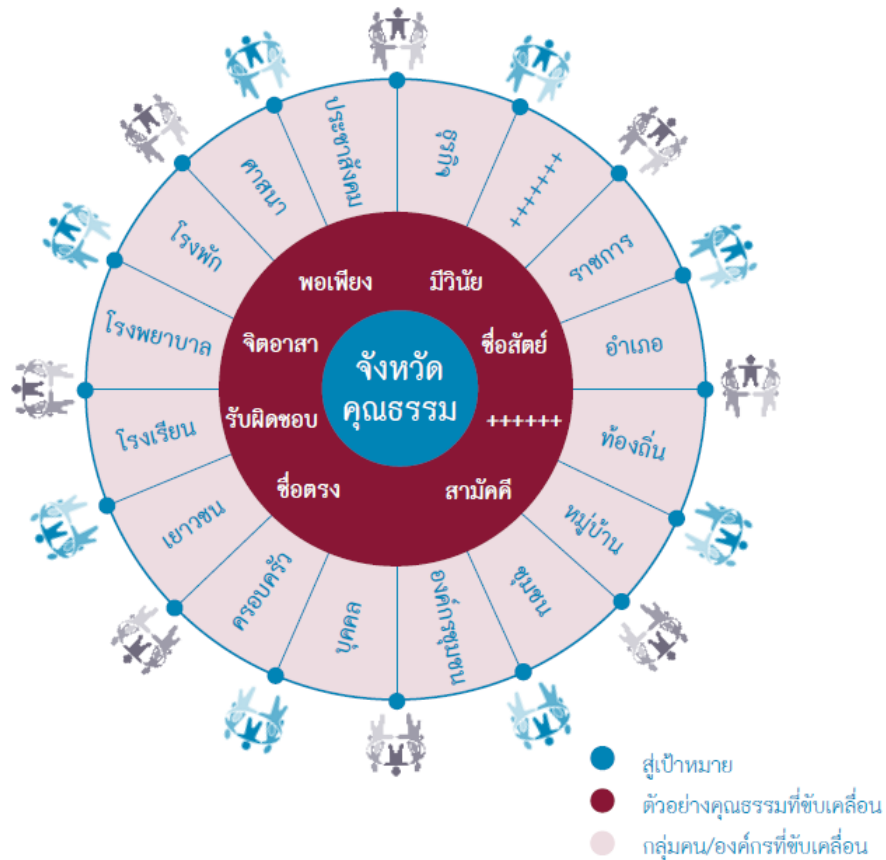 ประชาสังคม
ธุรกิจ
+++++++
ราชการ
อำเภอ
ท้องถิ่น
หมู่บ้าน
ชุมชน
องค์กรชุมชน
บุคคล
ครอบครัว
เยาวชน
โรงเรียน
โรงพยาบาล
โรงพัก
ศาสนา
พอเพียง
มีวินัย
ซื่อสัตย์
++++++
สามัคคี
ซื่อตรง
รับผิดชอบ
จิตอาสา
จังหวัด
คุณธรรม
สู่เป้าหมาย
ตัวอย่างคุณธรรมที่ขับเคลื่อน
กลุ่มคน/องค์กรที่ขับเคลื่อน